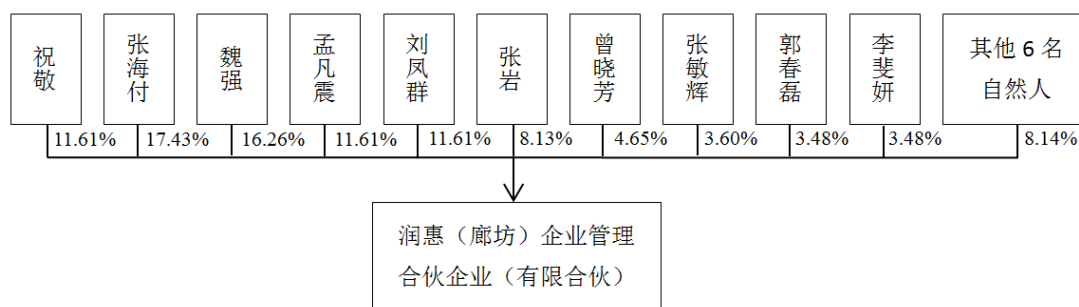 祝敬
张海付
魏强
孟凡震
刘凤群
张岩
曾晓芳
张敏辉
郭春磊
李斐妍
其他 6 名
自然人
11.61%
17.43%
16.26%
11.61%
11.61%
8.13%
4.65%
3.60%
3.48%
3.48%
8.14%
润惠（廊坊）企业管理
合伙企业（有限合伙）